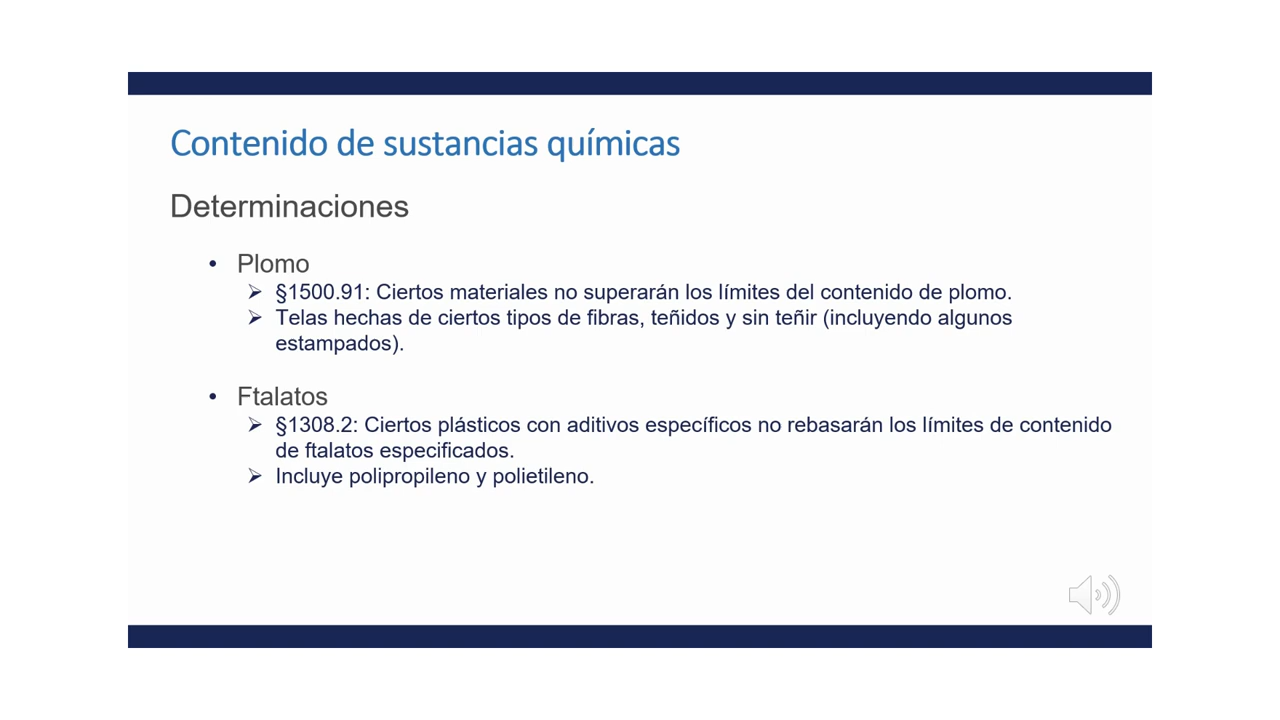 Contenido de sustancias químicas
Determinaciones
• Plomo
➢ §1500.91: Ciertos materiales no superarán los límites del contenido de plomo.
➢ Telas hechas de ciertos tipos de fibras, teñidos y sin teñir (incluyendo algunos
estampados).
• Ftalatos
➢ §1308.2: Ciertos plásticos con aditivos específicos no rebasarán los límites de contenido
de ftalatos especificados.
➢ Incluye polipropileno y polietileno.